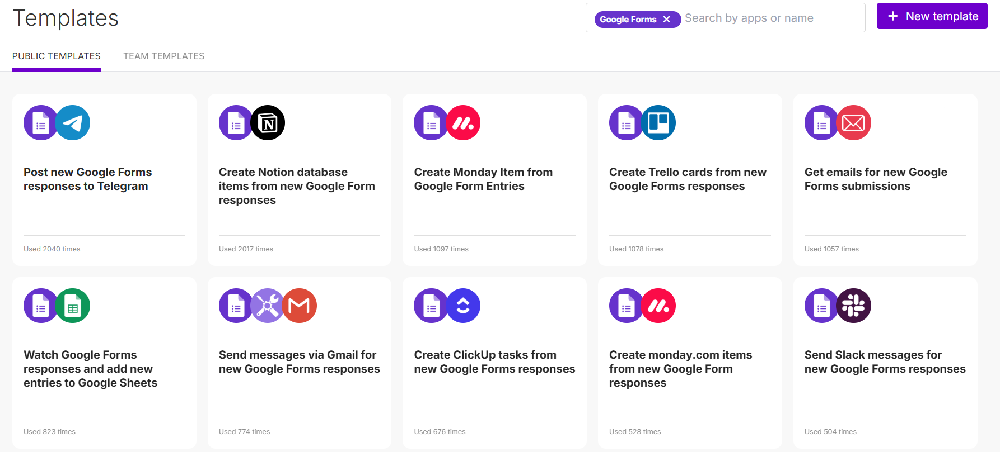 Templates
Google Forms
Search by apps or name
+ New template
PUBLIC TEMPLATES
TEAM TEMPLATES
Post new Google Forms
responses to Telegram
Used 2040 times
N
Create Notion database
items from new Google Form
responses
Used 2017 times
Create Monday Item from
Google Form Entries
Used 1097 times
Create Trello cards from new
Google Forms responses
Used 1078 times
Get emails for new Google
Forms submissions
Used 1057 times
Watch Google Forms
responses and add new
entries to Google Sheets
Used 823 times
Send messages via Gmail for
new Google Forms responses
Used 774 times
Create ClickUp tasks from
new Google Forms responses
Used 676 times
Create monday.com items
from new Google Form
responses
Used 528 times
Send Slack messages for
new Google Forms responses
Used 504 times